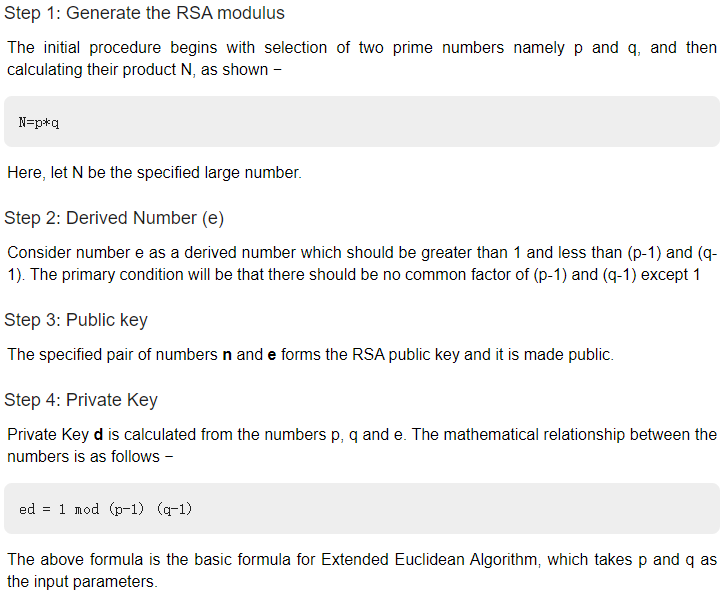 Step 1: Generate the RSA modulus
The initial procedure begins with selection of two prime numbers namely p and q, and then
calculating their product N, as shown −
N=p*q
Here, let N be the specified large number.
Step 2: Derived Number (e)
Consider number e as a derived number which should be greater than 1 and less than (p-1) and (q-
1). The primary condition will be that there should be no common factor of (p-1) and (q-1) except 1
Step 3: Public key
The specified pair of numbers n and e forms the RSA public key and it is made public.
Step 4: Private Key
Private Key d is calculated from the numbers p, q and e. The mathematical relationship between the
numbers is as follows −
ed = 1 mod (p-1) (q-1)
The above formula is the basic formula for Extended Euclidean Algorithm, which takes p and q as
the input parameters.